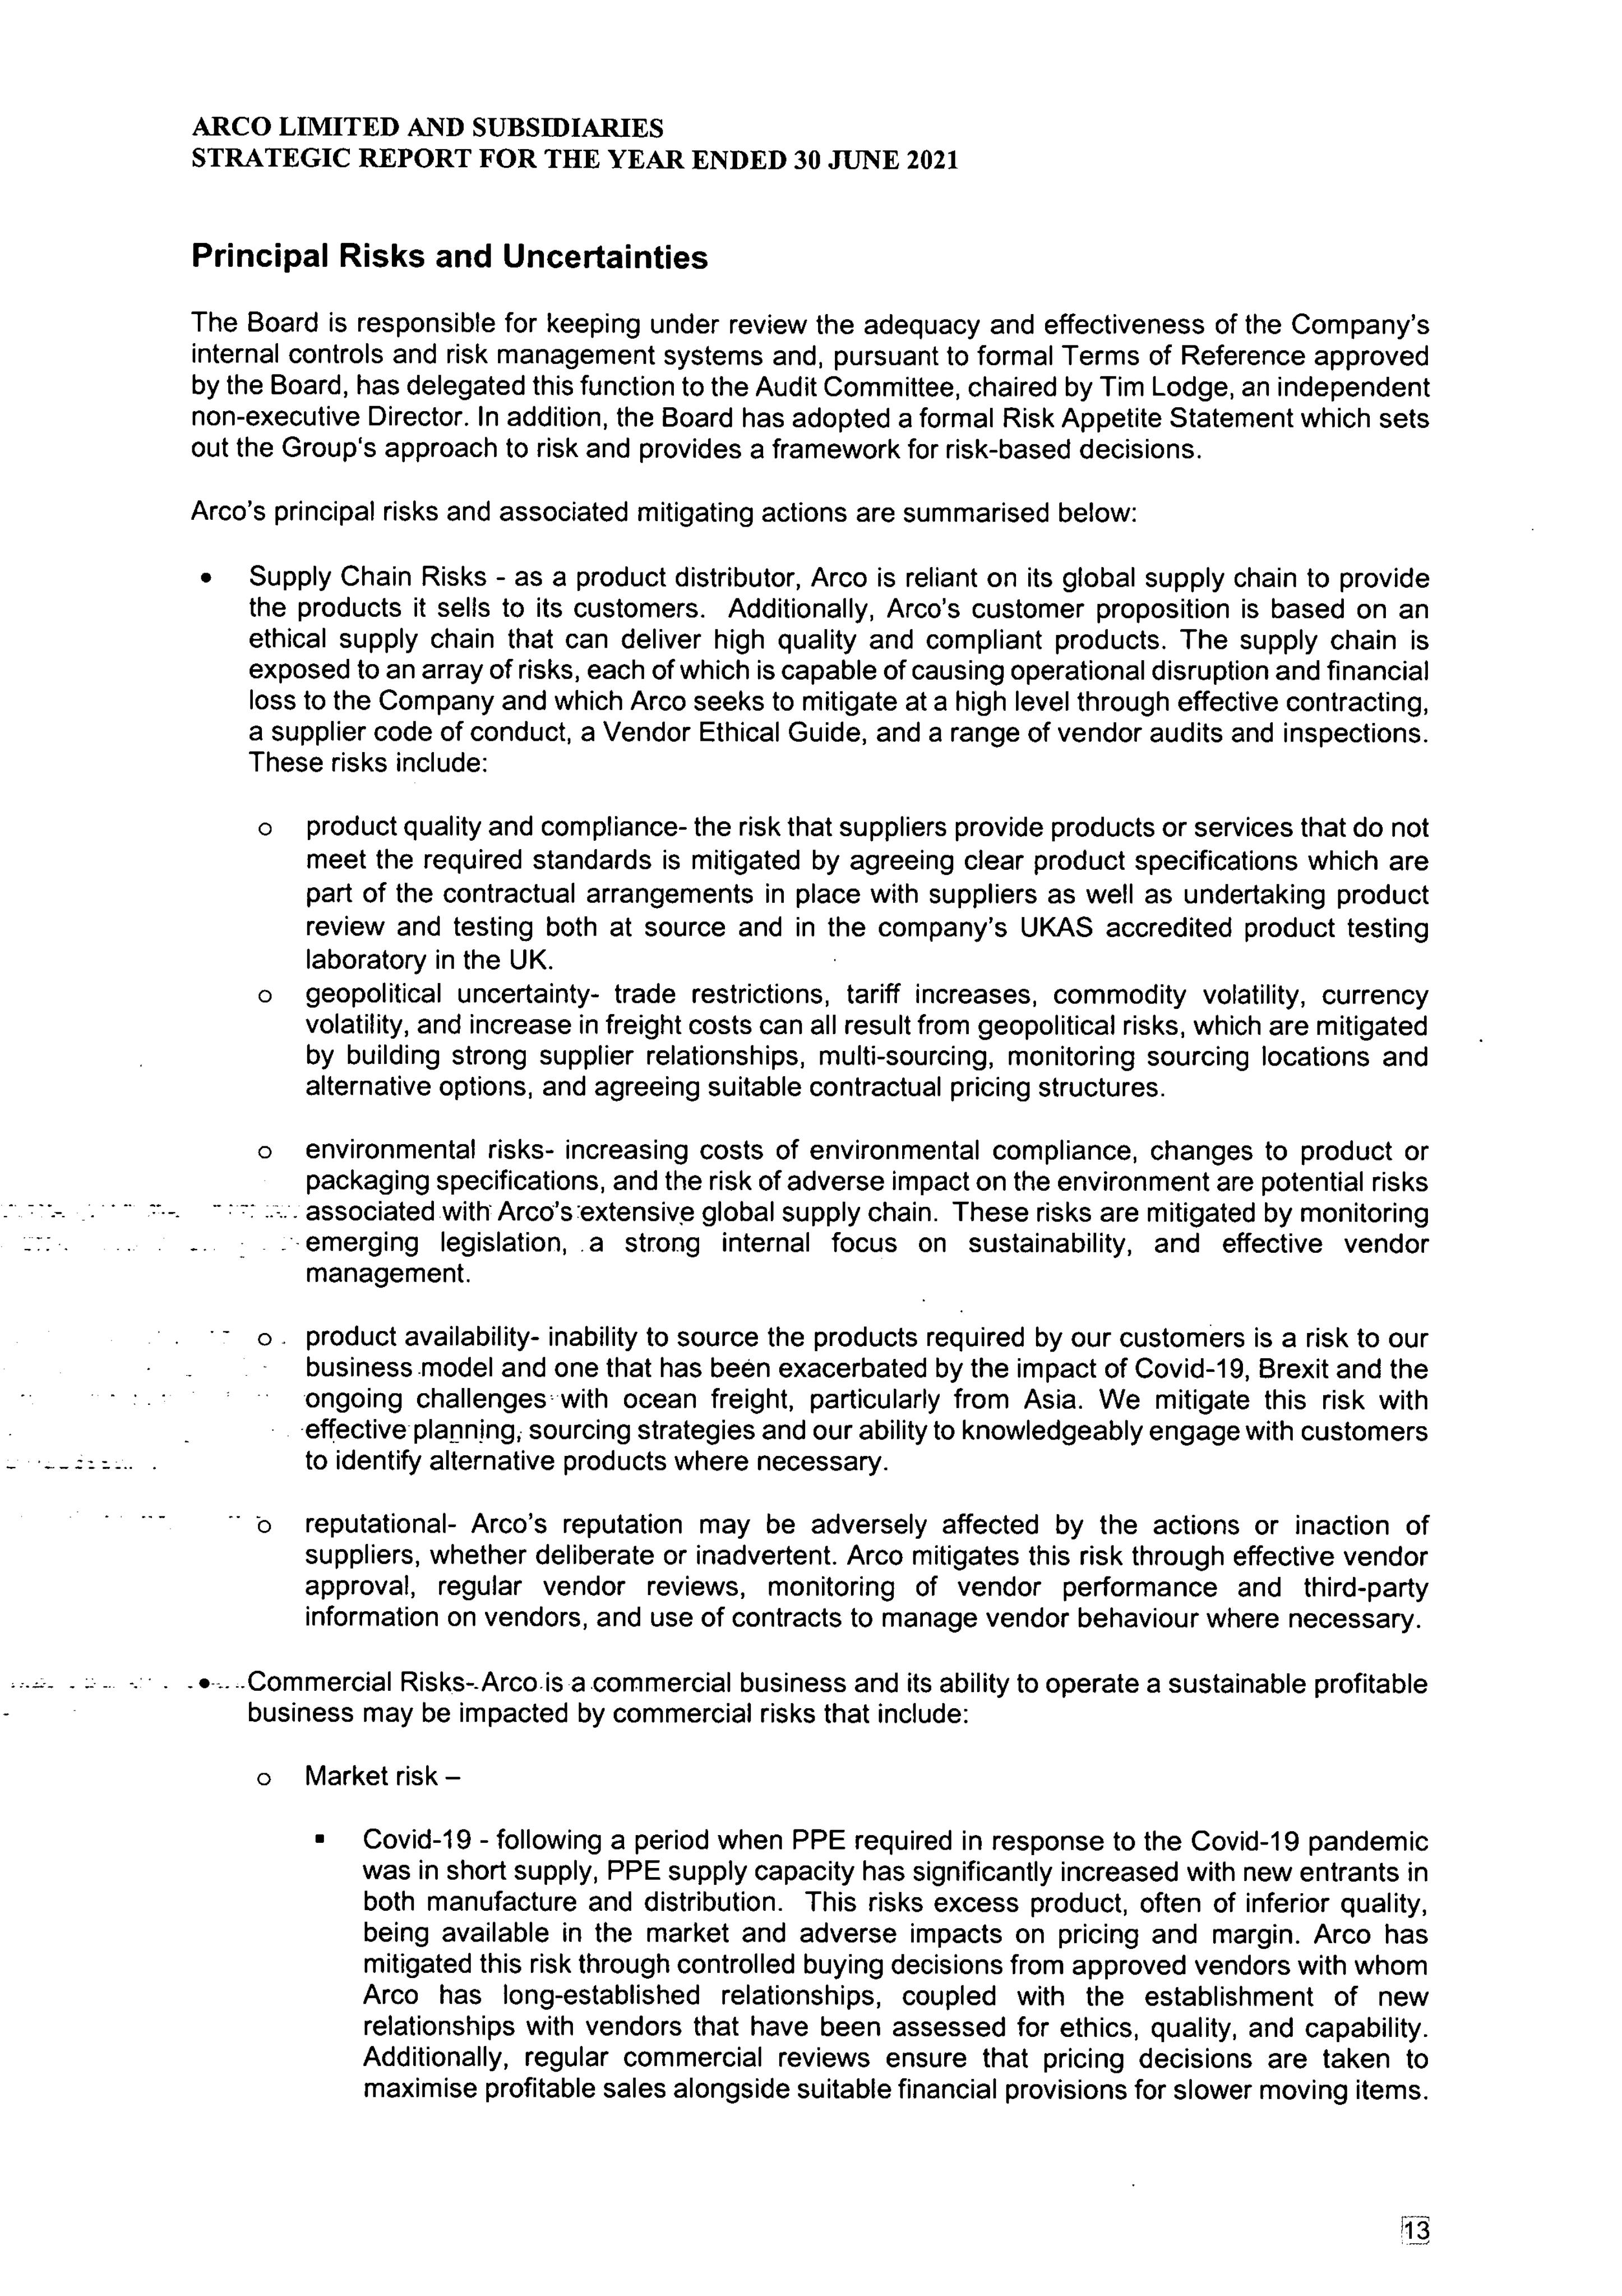 ARCO LIMITED AND SUBSIDIARIES
STRATEGIC REPORT FOR THE YEAR ENDED 30 JUNE 2021
Principal Risks and Uncertainties
The Board is responsible for keeping under review the adequacy and effectiveness of the Company's
internal controls and risk management systems and, pursuant to formal Terms of Reference approved
by the Board, has delegated this function to the Audit Committee, chaired by Tim Lodge, an independent
non-executive Director. In addition, the Board has adopted a formal Risk Appetite Statement which sets
out the Group's approach to risk and provides a framework for risk-based decisions.
Arco's principal risks and associated mitigating actions are summarised below:
• Supply Chain Risks - as a product distributor, Arco is reliant on its global supply chain to provide
the products it sells to its customers. Additionally, Arco's customer proposition is based on an
ethical supply chain that can deliver high quality and compliant products. The supply chain is
exposed to an array of risks, each of which is capable of causing operational disruption and financial
loss to the Company and which Arco seeks to mitigate at a high level through effective contracting,
a supplier code of conduct, a Vendor Ethical Guide, and a range of vendor audits and inspections.
These risks include:
o product quality and compliance- the risk that suppliers provide products or services that do not
meet the required standards is mitigated by agreeing clear product specifications which are
part of the contractual arrangements in place with suppliers as well as undertaking product
review and testing both at source and in the company's UKAS accredited product testing
laboratory in the UK.
o geopolitical uncertainty- trade restrictions, tariff increases, commodity volatility, currency
volatility, and increase in freight costs can all result from geopolitical risks, which are mitigated
by building strong supplier relationships, multi-sourcing, monitoring sourcing locations and
alternative options, and agreeing suitable contractual pricing structures.
o environmental risks- increasing costs of environmental compliance, changes to product or
packaging specifications, and the risk of adverse impact on the environment are potential risks
associated with Arco's extensive global supply chain. These risks are mitigated by monitoring
emerging legislation, a strong internal focus on sustainability, and effective vendor
management.
o product availability- inability to source the products required by our customers is a risk to our
business model and one that has been exacerbated by the impact of Covid-19, Brexit and the
ongoing challenges with ocean freight, particularly from Asia. We mitigate this risk with
effective planning, sourcing strategies and our ability to knowledgeably engage with customers
to identify alternative products where necessary.
o reputational- Arco's reputation may be adversely affected by the actions or inaction of
suppliers, whether deliberate or inadvertent. Arco mitigates this risk through effective vendor
approval, regular vendor reviews, monitoring of vendor performance and third-party
information on vendors, and use of contracts to manage vendor behaviour where necessary.
• Commercial Risks- Arco is a commercial business and its ability to operate a sustainable profitable
business may be impacted by commercial risks that include:
o Market risk –
▪ Covid-19 - following a period when PPE required in response to the Covid-19 pandemic
was in short supply, PPE supply capacity has significantly increased with new entrants in
both manufacture and distribution. This risks excess product, often of inferior quality,
being available in the market and adverse impacts on pricing and margin. Arco has
mitigated this risk through controlled buying decisions from approved vendors with whom
Arco has long-established relationships, coupled with the establishment of new
relationships with vendors that have been assessed for ethics, quality, and capability.
Additionally, regular commercial reviews ensure that pricing decisions are taken to
maximise profitable sales alongside suitable financial provisions for slower moving items.
13